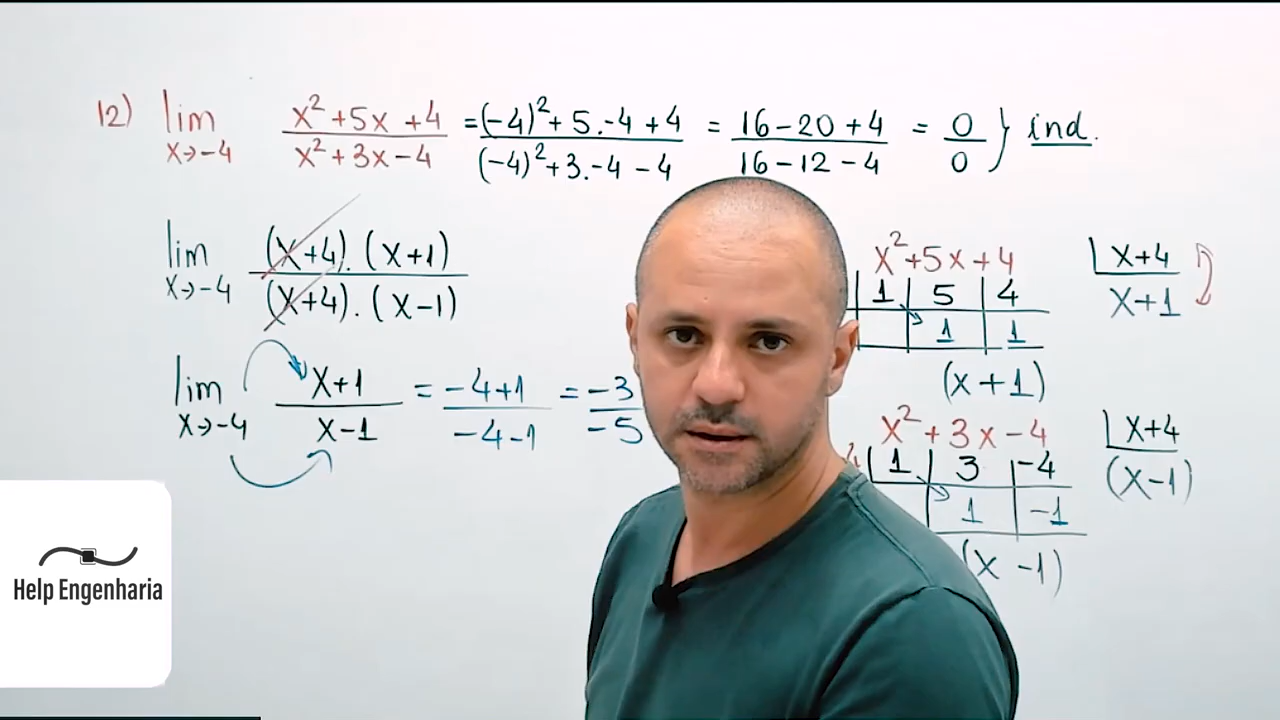 12) lim x→-4 x²+5x+4 / x²+3x-4 = (-4)²+5.-4+4 / (-4)²+3.-4-4 = 16-20+4 / 16-12-4 = 0/0 } ind.
lim x→-4 (x+4).(x+1) / (x+4).(x-1)
lim x→-4 x+1 / x-1 = -4+1 / -4-1 = -3 / -5
x²+5x+4 | x+4
x+1
1 | 5 | 4
1 | 1
(x+1)
x²+3x-4 | x+4
(x-1)
1 | 3 | -4
1 | -1
(x-1)
Help Engenharia